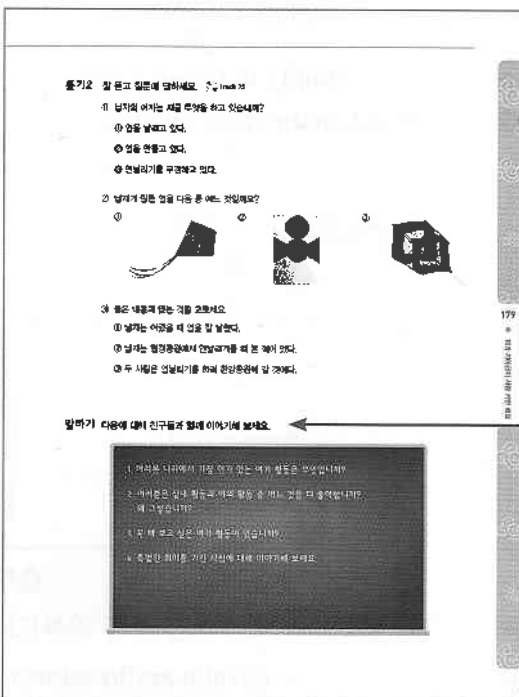 듣기2 잘 듣고 질문에 답하세요. track 75
1) 남자와 여자는 지금 무엇을 하고 있습니까?
① 연을 날리고 있다.
② 연을 만들고 있다.
③ 연날리기를 구경하고 있다.
2) 남자가 만든 연을 다음 중 어느 것일까요?
① ② ③
3) 들은 내용과 맞는 것을 고르세요.
① 남자는 어렸을 때 연을 잘 날렸다.
② 남자는 한강공원에서 연날리기를 해 본 적이 있다.
③ 두 사람은 연날리기를 하러 한강공원에 갈 것이다.
179
말하기 다음에 대해 친구들과 함께 이야기해 보세요.
1. 여러분 나라에서 가장 인기 있는 여가 활동은 무엇입니까?
2. 여러분은 실내 활동과 야외 활동 중 어느 것을 더 좋아합니까?
왜 그렇습니까?
3. 꼭 해 보고 싶은 여가 활동이 있습니까?
4. 특별한 취미를 가진 사람에 대해 이야기해 보세요.